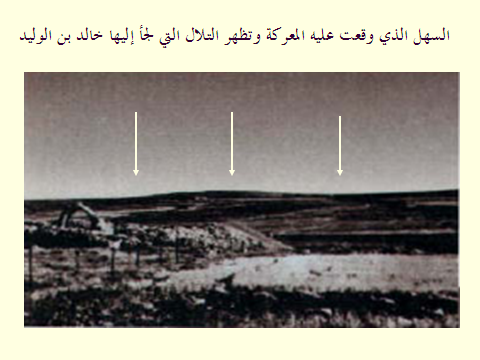 السهل الذي وقعت عليه المعركة وتظهر التلال التي لجأ إليها خالد بن الوليد